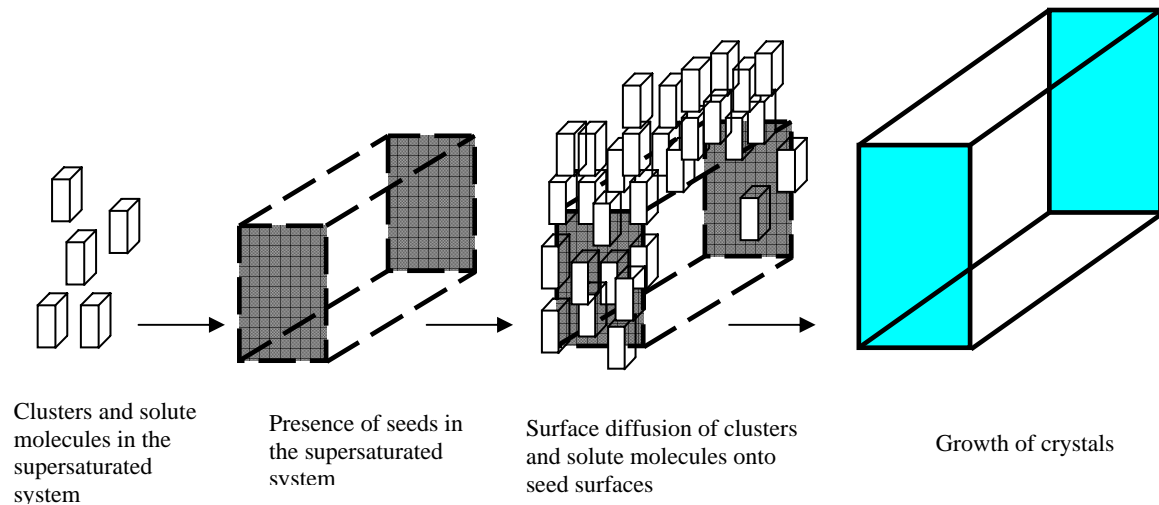 Clusters and solute
molecules in the
supersaturated
system
Presence of seeds in
the supersaturated
system
Surface diffusion of clusters
and solute molecules onto
seed surfaces
Growth of crystals